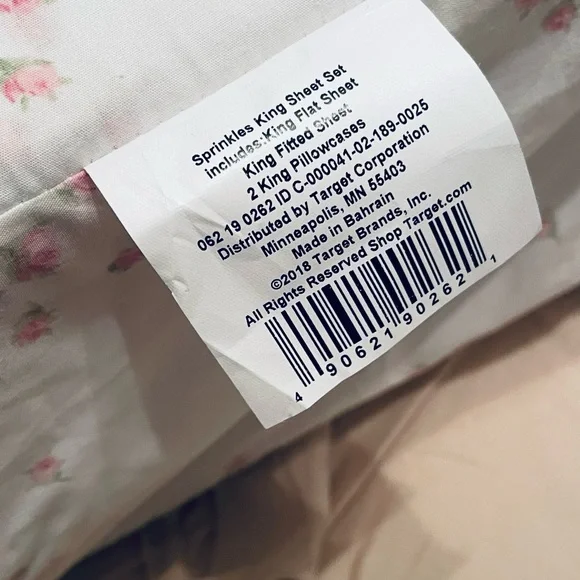 Sprinkles King Sheet Set
includes:King Flat Sheet
King Fitted Sheet
2 King Pillowcases
062 19 0262 ID C-000041-02-189-0025
Distributed by Target Corporation
Minneapolis, MN 55403
Made in Bahrain
©2018 Target Brands, Inc.
All Rights Reserved Shop Target.com
4 90621 90262 1